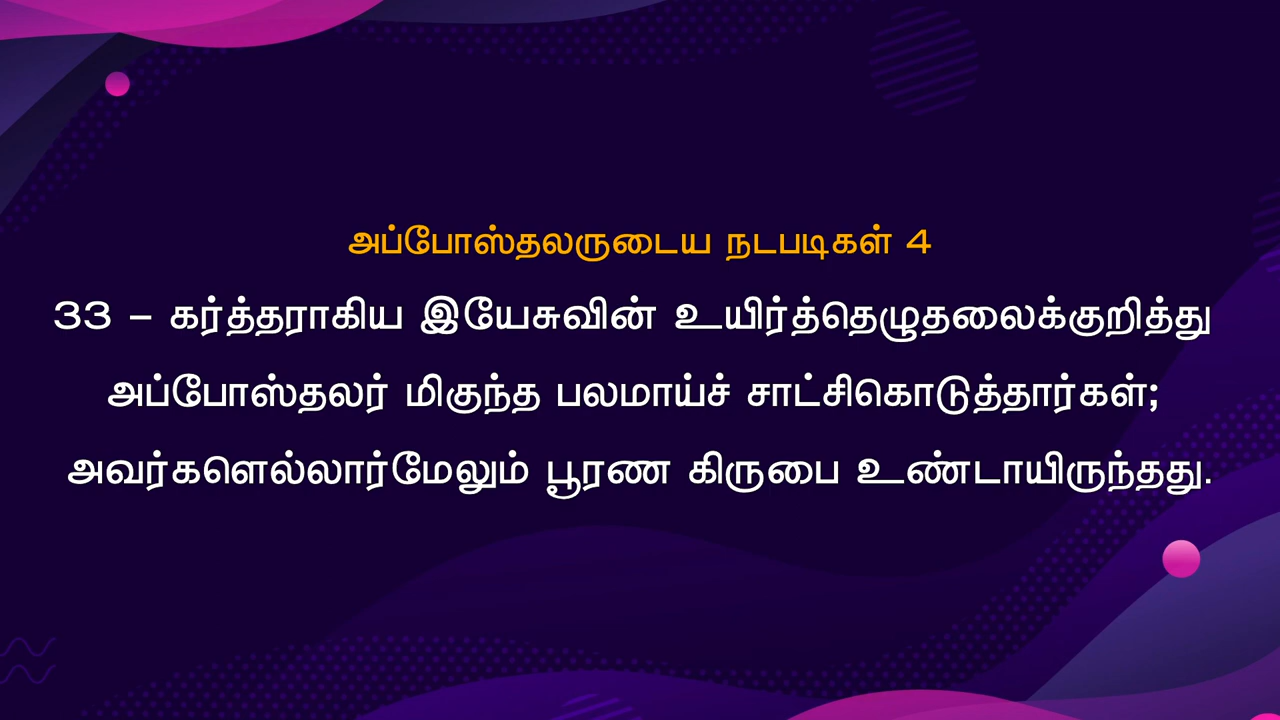 அப்போஸ்தலருடைய நடபடிகள் 4
33 – கர்த்தராகிய இயேசுவின் உயிர்த்தெழுதலைக்குறித்து
அப்போஸ்தலர் மிகுந்த பலமாய்ச் சாட்சிகொடுத்தார்கள்;
அவர்களெல்லார்மேலும் பூரண கிருபை உண்டாயிருந்தது.